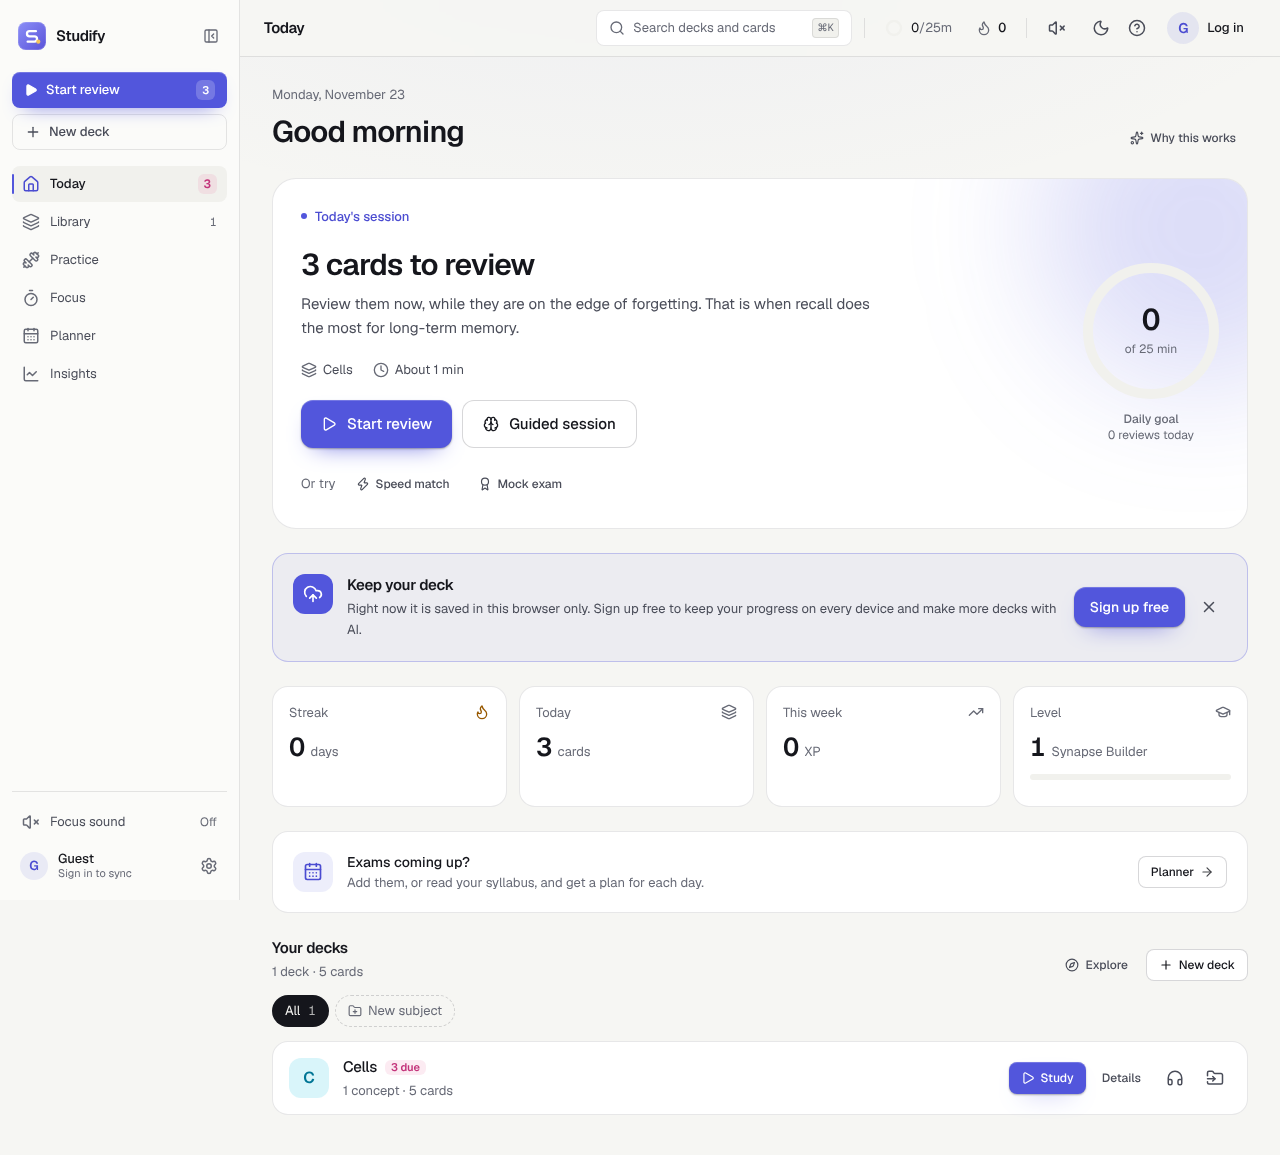 Studify
Start review 3
New deck
Today 3
Library 1
Practice
Focus
Planner
Insights
Focus sound Off
G
Guest
Sign in to sync
Today
Search decks and cards ⌘K
0/25m
0
G Log in
Monday, November 23
Good morning
Why this works
Today's session
3 cards to review
Review them now, while they are on the edge of forgetting. That is when recall does
the most for long-term memory.
Cells About 1 min
Start review Guided session
Or try Speed match Mock exam
0
of 25 min
Daily goal
0 reviews today
Keep your deck
Right now it is saved in this browser only. Sign up free to keep your progress on every device and make more decks with
AI.
Sign up free
Streak
0 days
Today
3 cards
This week
0 XP
Level
1 Synapse Builder
Exams coming up?
Add them, or read your syllabus, and get a plan for each day.
Planner
Your decks
1 deck · 5 cards
Explore New deck
All 1 New subject
C
Cells 3 due
1 concept · 5 cards
Study Details